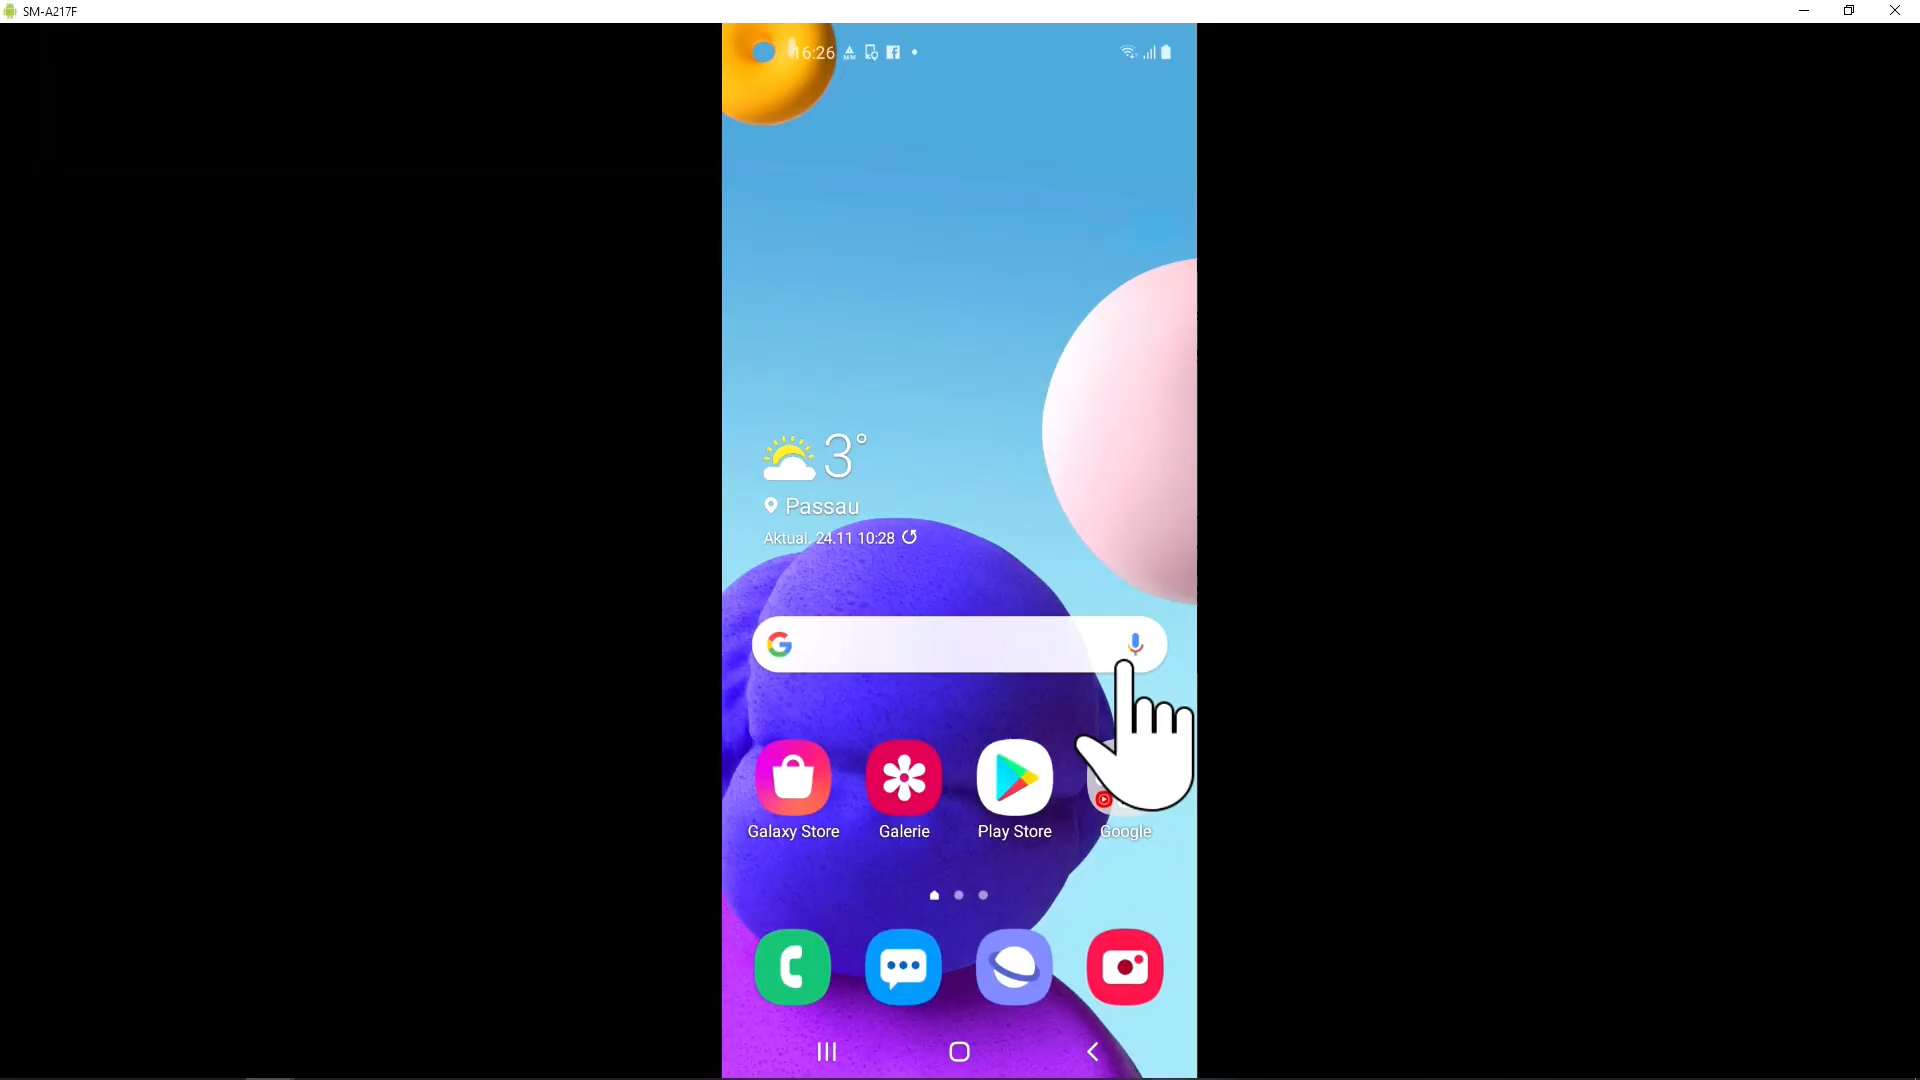 SM-A217F
16:26
3°
Passau
Aktual. 24.11 10:28
Galaxy Store
Galerie
Play Store
Google